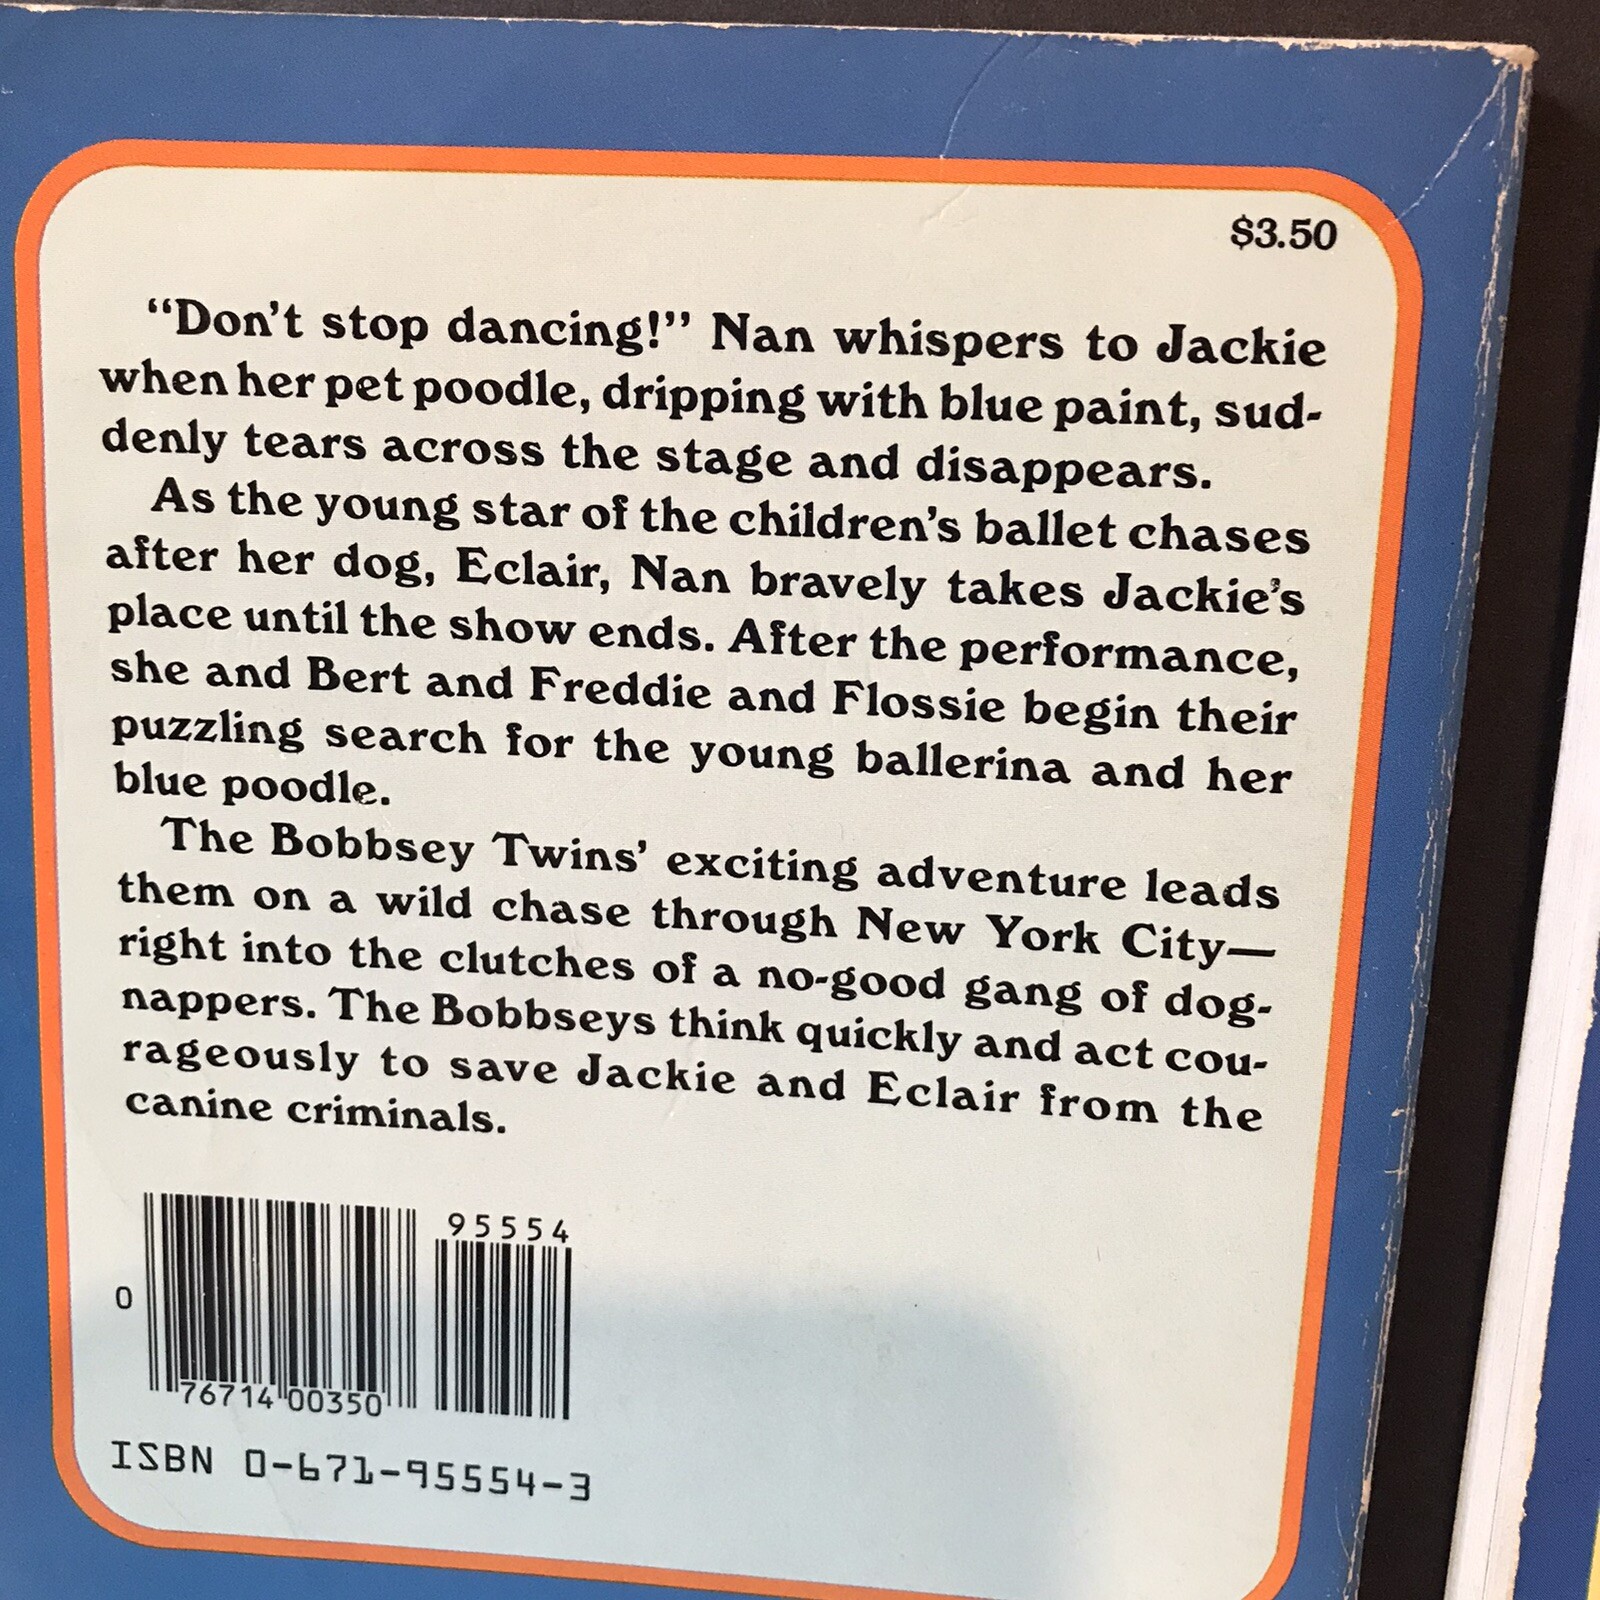 $3.50
“Don’t stop dancing!” Nan whispers to Jackie
when her pet poodle, dripping with blue paint, sud-
denly tears across the stage and disappears.
As the young star of the children’s ballet chases
after her dog, Eclair, Nan bravely takes Jackie’s
place until the show ends. After the performance,
she and Bert and Freddie and Flossie begin their
puzzling search for the young ballerina and her
blue poodle.
The Bobbsey Twins’ exciting adventure leads
them on a wild chase through New York City—
right into the clutches of a no-good gang of dog-
nappers. The Bobbseys think quickly and act cou-
rageously to save Jackie and Eclair from the
canine criminals.
95554
0
76714 00350
ISBN 0-671-95554-3